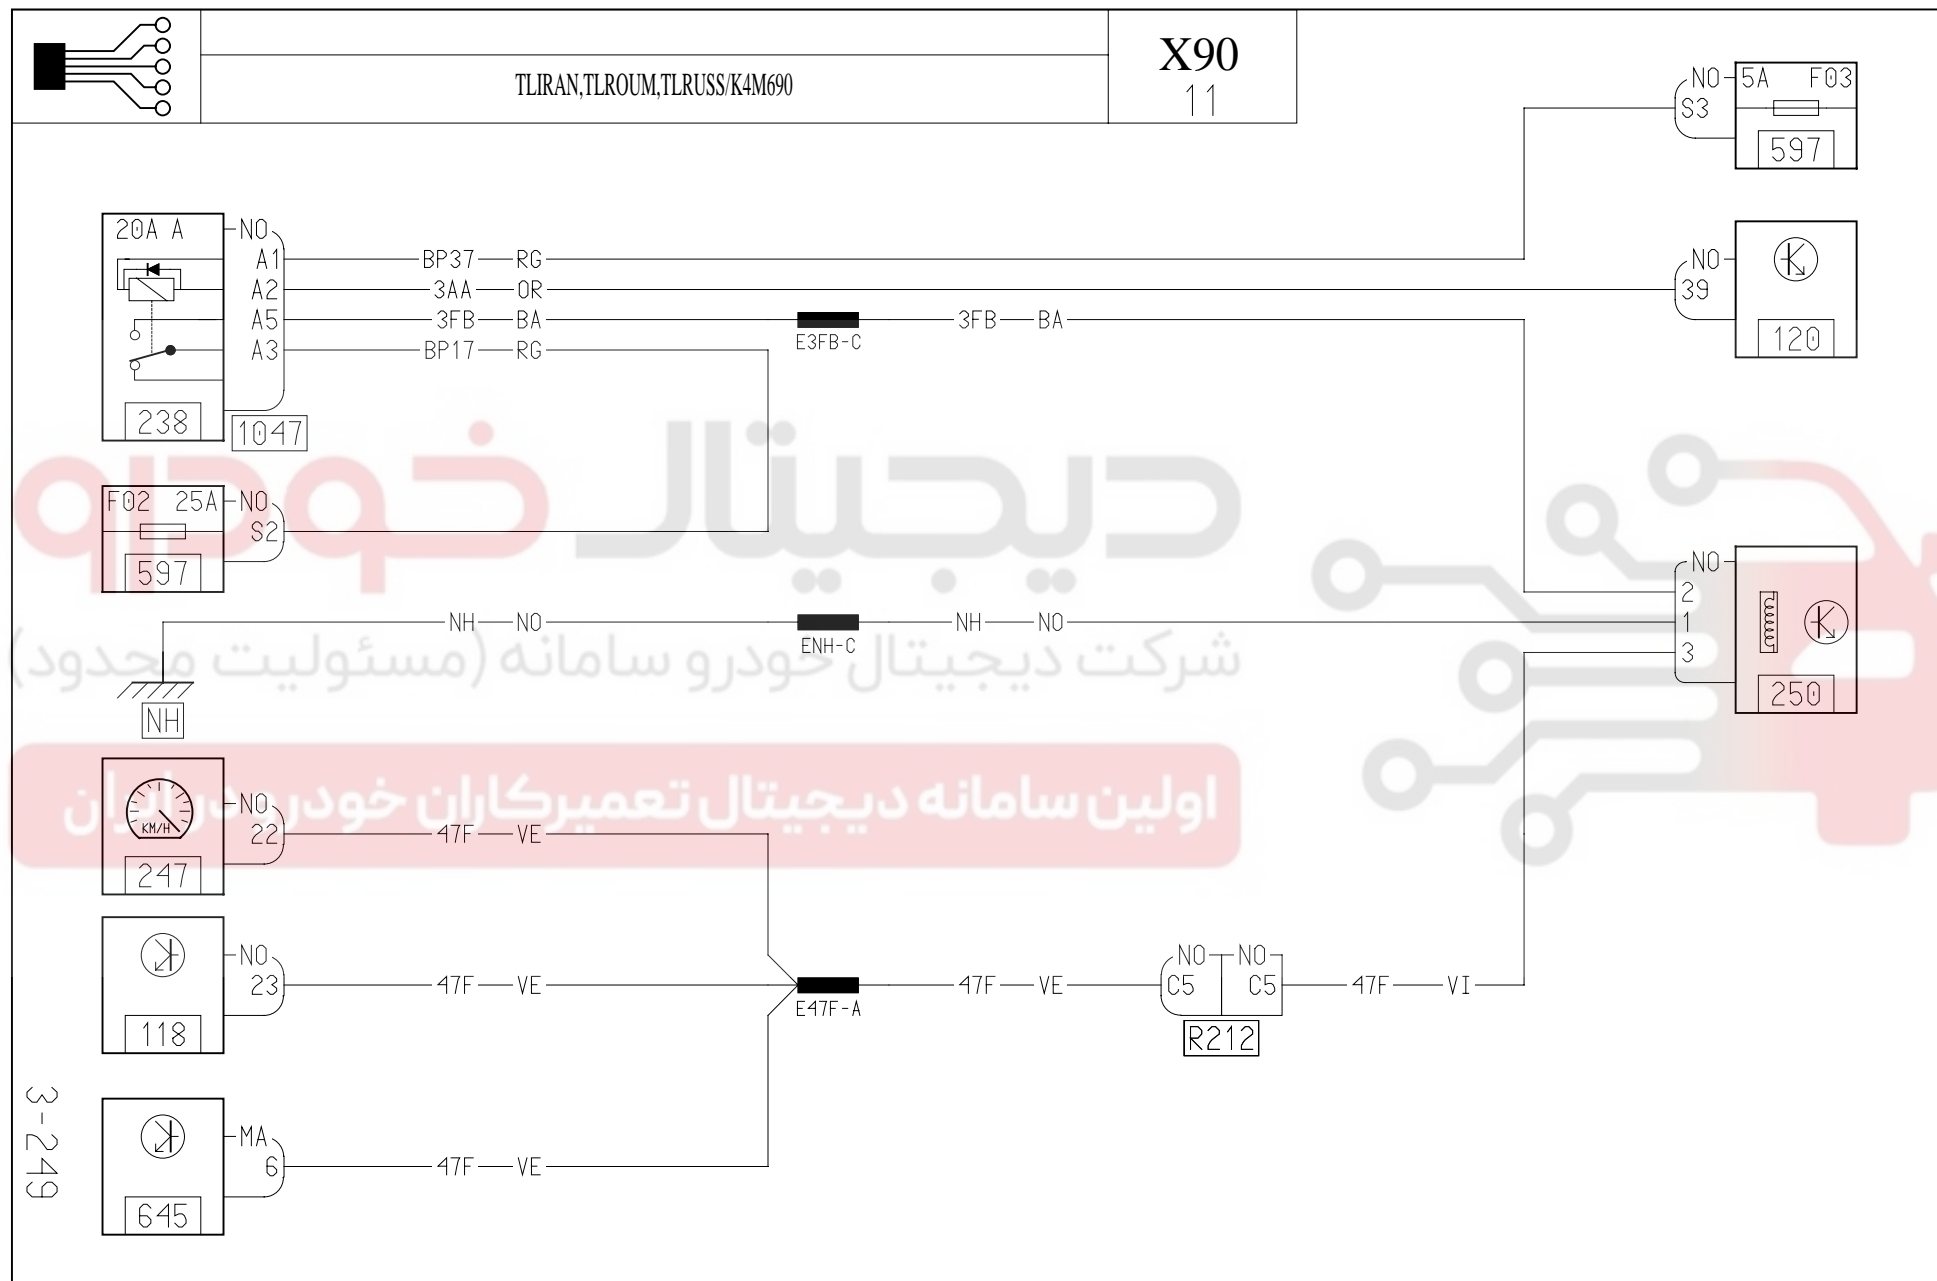 TLIRAN,TLROUM,TLRUSS/K4M690
X90
11
NO 5A F03
S3
597
20A A NO
A1 BP37 RG
A2 3AA OR
A5 3FB BA E3FB-C 3FB BA
A3 BP17 RG
238
1047
NO
39
120
دیجیتال خودرو
F02 25A NO
S2
597
NO
2
1
3
250
NH NO ENH-C NH NO
شرکت دیجیتال خودرو سامانه (مسئولیت محدود)
NH
اولین سامانه دیجیتال تعمیرکاران خودرو در ایران
KM/H
NO
22 47F VE
247
NO
23 47F VE E47F-A 47F VE
118
NO NO
C5 C5 47F VI
R212
MA
6 47F VE
645
3-249